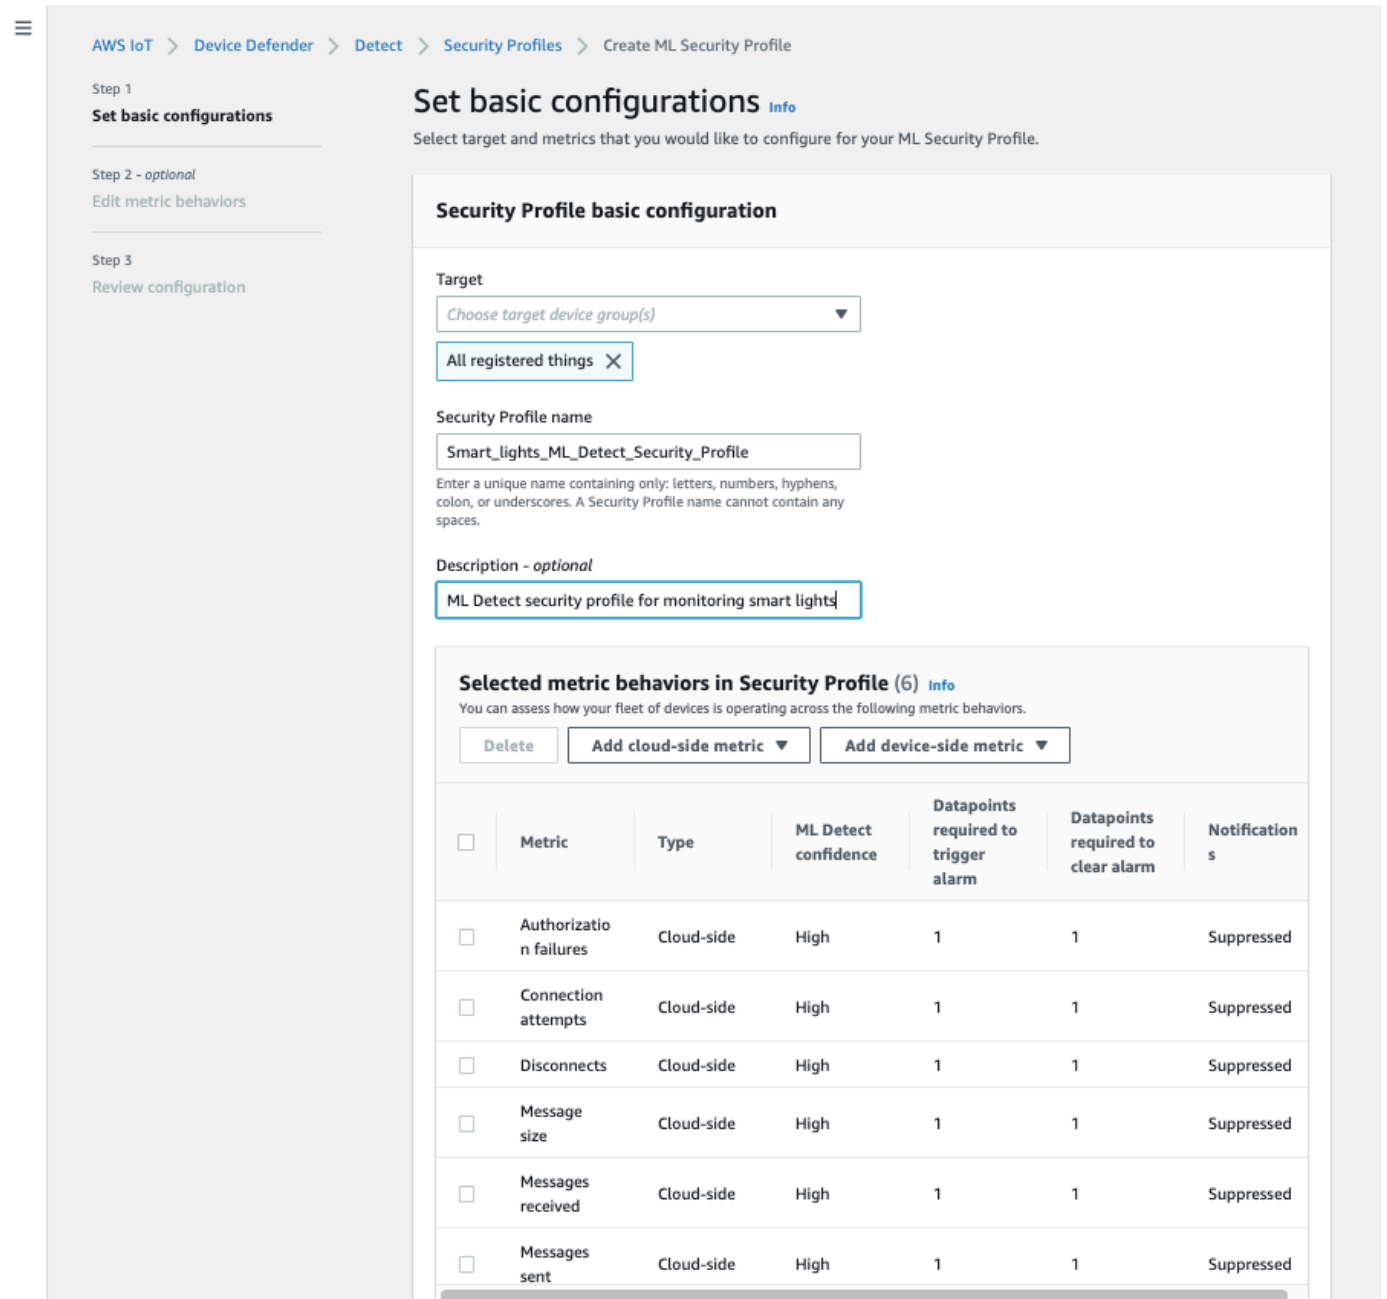 AWS IoT > Device Defender > Detect > Security Profiles > Create ML Security Profile
Step 1
Set basic configurations
Step 2 - optional
Edit metric behaviors
Step 3
Review configuration
Set basic configurations Info
Select target and metrics that you would like to configure for your ML Security Profile.
Security Profile basic configuration
Target
Choose target device group(s)
All registered things
Security Profile name
Smart_lights_ML_Detect_Security_Profile
Enter a unique name containing only: letters, numbers, hyphens,
colon, or underscores. A Security Profile name cannot contain any
spaces.
Description - optional
ML Detect security profile for monitoring smart lights
Selected metric behaviors in Security Profile (6) Info
You can assess how your fleet of devices is operating across the following metric behaviors.
Delete Add cloud-side metric Add device-side metric
Metric
Type
ML Detect
confidence
Datapoints
required to
trigger
alarm
Datapoints
required to
clear alarm
Notification
s
Authorizatio
n failures
Cloud-side High 1 1 Suppressed
Connection
attempts
Cloud-side High 1 1 Suppressed
Disconnects Cloud-side High 1 1 Suppressed
Message
size
Cloud-side High 1 1 Suppressed
Messages
received
Cloud-side High 1 1 Suppressed
Messages
sent
Cloud-side High 1 1 Suppressed